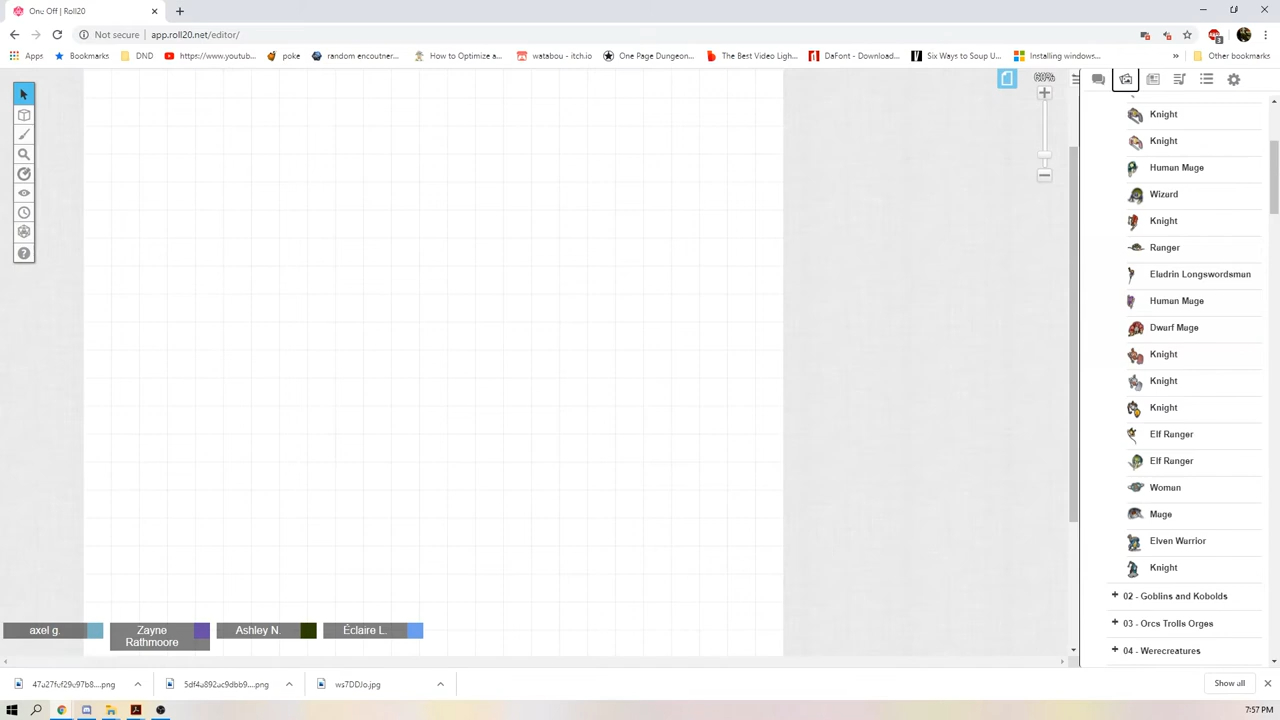 One Off | Roll20
Not secure | app.roll20.net/editor/
Apps Bookmarks DND https://www.youtub... poke random encoutner... How to Optimize a... watabou - itch.io One Page Dungeon... The Best Video Ligh... DaFont - Downloa... Six Ways to Soup U... Installing windows... » Other bookmarks
60%
Knight
Knight
Human Mage
Wizard
Knight
Ranger
Eladrin Longswordsman
Human Mage
Dwarf Mage
Knight
Knight
Knight
Elf Ranger
Elf Ranger
Woman
Mage
Elven Warrior
Knight
02 - Goblins and Kobolds
03 - Orcs Trolls Orges
04 - Werecreatures
axel g. Zayne Rathmoore Ashley N. Éclaire L.
ws7DDJo.jpg Show all
7:57 PM